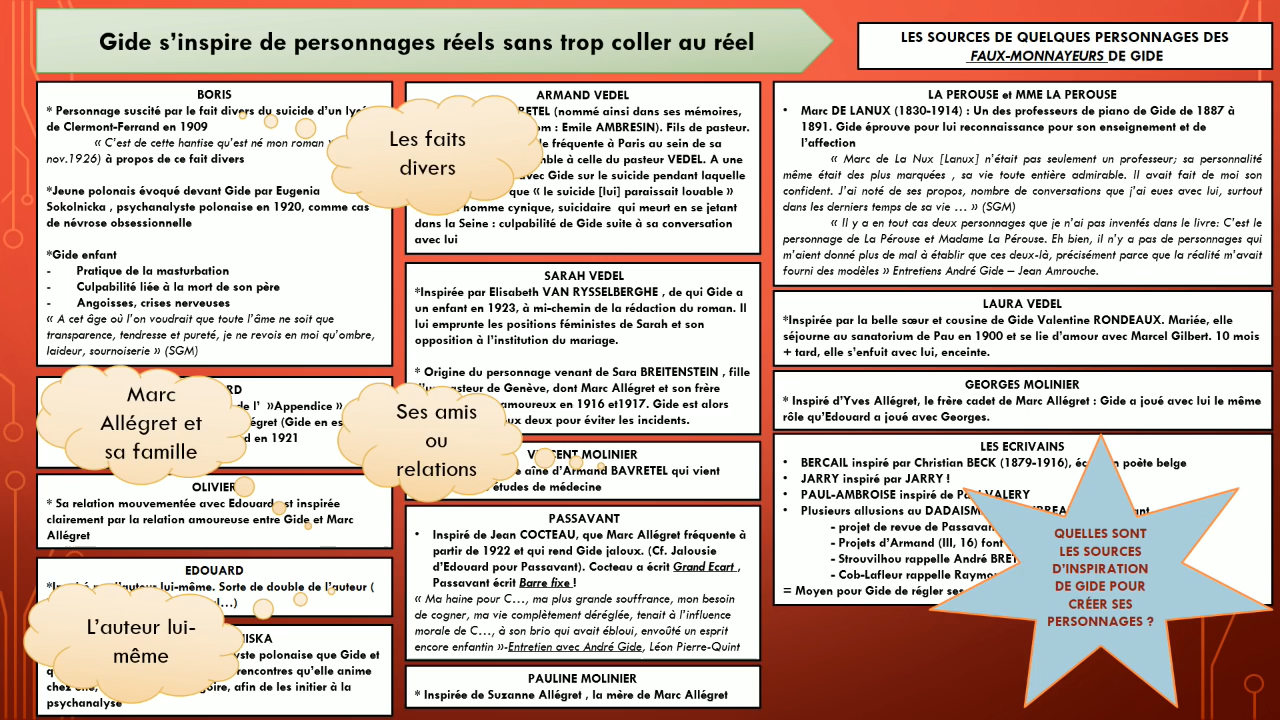 Gide s’inspire de personnages réels sans trop coller au réel
LES SOURCES DE QUELQUES PERSONNAGES DES
FAUX-MONNAYEURS DE GIDE
BORIS
* Personnage suscité par le fait divers du suicide d’un
de Clermont-Ferrand en 1909
« C’est de cette hantise qu’est né mon roman
nov.1926) à propos de ce fait divers
*Jeune polonais évoqué devant Gide par Eugenia
Sokolnicka , psychanalyste polonaise en 1920, comme cas
de névrose obsessionnelle
*Gide enfant
- Pratique de la masturbation
- Culpabilité liée à la mort de son père
- Angoisses, crises nerveuses
« A cet âge où l’on voudrait que toute l’âme ne soit que
transparence, tendresse et pureté, je ne revois en moi qu’ombre,
laideur, sournoiserie » (SGM)
Marc
Allégret et
sa famille
de l’ »Appendice »
(Gide en
en 1921
OLIVIER
* Sa relation mouvementée avec Edouard est inspirée
clairement par la relation amoureuse entre Gide et Marc
Allégret
EDOUARD
lui-même. Sorte de double de l’auteur (
L’auteur lui-
même
polonaise que Gide et
rencontres qu’elle anime
afin de les initier à la
psychanalyse
ARMAND VEDEL
(nommé ainsi dans ses mémoires,
: Emile AMBRESIN). Fils de pasteur.
fréquente à Paris au sein de sa
à celle du pasteur VEDEL. A une
avec Gide sur le suicide pendant laquelle
que « le suicide [lui] paraissait louable »
homme cynique, suicidaire qui meurt en se jetant
dans la Seine : culpabilité de Gide suite à sa conversation
avec lui
Les faits
divers
SARAH VEDEL
*Inspirée par Elisabeth VAN RYSSELBERGHE , de qui Gide a
un enfant en 1923, à mi-chemin de la rédaction du roman. Il
lui emprunte les positions féministes de Sarah et son
opposition à l’institution du mariage.
* Origine du personnage venant de Sara BREITENSTEIN , fille
pasteur de Genève, dont Marc Allégret et son frère
amoureux en 1916 et1917. Gide est alors
deux pour éviter les incidents.
Ses amis
ou
relations
VINCENT MOLINIER
aîne d’Armand BAVRETEL qui vient
études de médecine
PASSAVANT
• Inspiré de Jean COCTEAU, que Marc Allégret fréquente à
partir de 1922 et qui rend Gide jaloux. (Cf. Jalousie
d’Edouard pour Passavant). Cocteau a écrit Grand Ecart ,
Passavant écrit Barre fixe !
« Ma haine pour C…, ma plus grande souffrance, mon besoin
de cogner, ma vie complètement déréglée, tenait à l’influence
morale de C…, à son brio qui avait ébloui, envoûté un esprit
encore enfantin »-Entretien avec André Gide, Léon Pierre-Quint
PAULINE MOLINIER
* Inspirée de Suzanne Allégret , la mère de Marc Allégret
LA PEROUSE et MME LA PEROUSE
• Marc DE LANUX (1830-1914) : Un des professeurs de piano de Gide de 1887 à
1891. Gide éprouve pour lui reconnaissance pour son enseignement et de
l’affection
« Marc de La Nux [Lanux] n’était pas seulement un professeur; sa personnalité
même était des plus marquées , sa vie toute entière admirable. Il avait fait de moi son
confident. J’ai noté de ses propos, nombre de conversations que j’ai eues avec lui, surtout
dans les derniers temps de sa vie … » (SGM)
« Il y a en tout cas deux personnages que je n’ai pas inventés dans le livre: C’est le
personnage de La Pérouse et Madame La Pérouse. Eh bien, il n’y a pas de personnages qui
m’aient donné plus de mal à établir que ces deux-là, précisément parce que la réalité m’avait
fourni des modèles » Entretiens André Gide – Jean Amrouche.
LAURA VEDEL
*Inspirée par la belle sœur et cousine de Gide Valentine RONDEAUX. Mariée, elle
séjourne au sanatorium de Pau en 1900 et se lie d’amour avec Marcel Gilbert. 10 mois
+ tard, elle s’enfuit avec lui, enceinte.
GEORGES MOLINIER
* Inspiré d’Yves Allégret, le frère cadet de Marc Allégret : Gide a joué avec lui le même
rôle qu’Edouard a joué avec Georges.
LES ECRIVAINS
• BERCAIL inspiré par Christian BECK (1879-1916), poète belge
• JARRY inspiré par JARRY !
• PAUL-AMBROISE inspiré de Paul VALERY
• Plusieurs allusions au DADAISME
- projet de revue de Passavant
- Projets d’Armand (III, 16) font
- Strouvilhou rappelle André
- Cob-Lafleur rappelle
= Moyen pour Gide de régler
QUELLES SONT
LES SOURCES
D’INSPIRATION
DE GIDE POUR
CRÉER SES
PERSONNAGES ?